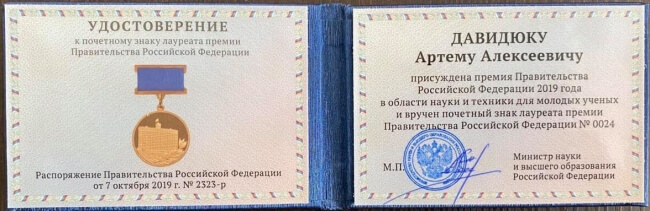 УДОСТОВЕРЕНИЕ
к почетному знаку лауреата премии
Правительства Российской Федерации
Распоряжение Правительства Российской Федерации
от 7 октября 2019 г. № 2323-р
ДАВИДЮКУ
Артему Алексеевичу
присуждена премия Правительства
Российской Федерации 2019 года
в области науки и техники для молодых ученых
и вручен почетный знак лауреата премии
Правительства Российской Федерации № 0024
М.П.
Министр науки
и высшего образования
Российской Федерации